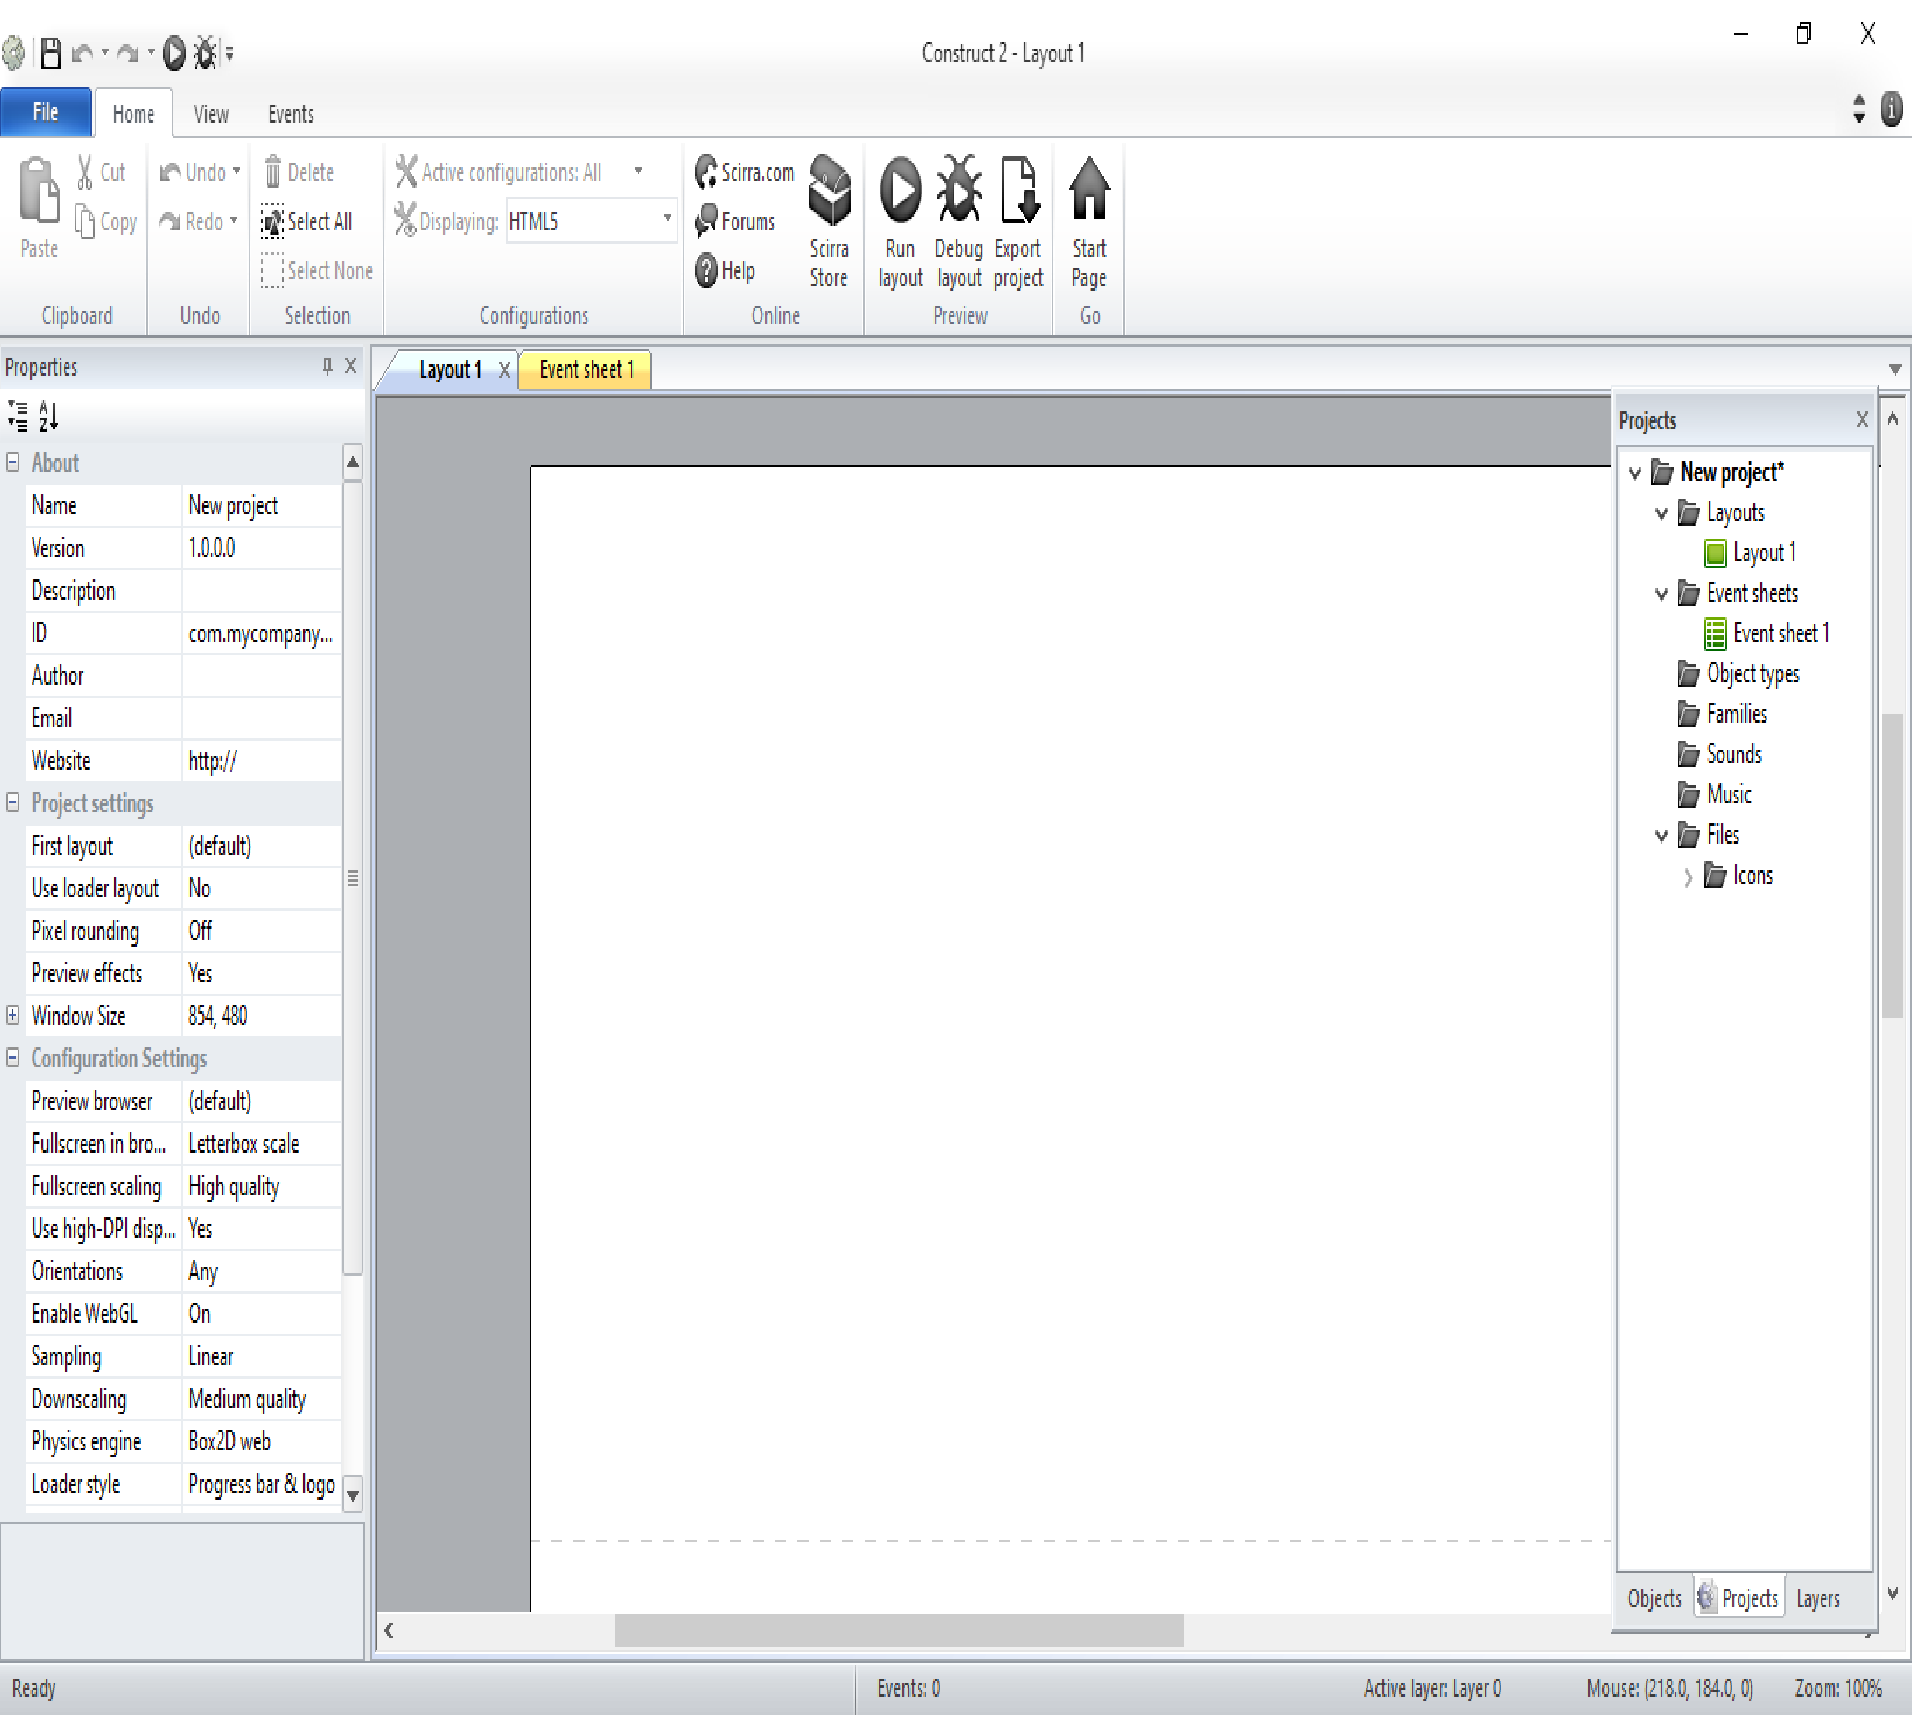 Construct 2 - Layout 1
File Home View Events
Paste
Cut
Copy
Clipboard
Undo
Redo
Undo
Delete
Select All
Select None
Selection
Active configurations: All
Displaying: HTML5
Configurations
Scirra.com
Forums
Help
Scirra
Store
Online
Run
layout
Debug
layout
Export
project
Preview
Start
Page
Go
Properties
About
Name New project
Version 1.0.0.0
Description
ID com.mycompany...
Author
Email
Website http://
Project settings
First layout (default)
Use loader layout No
Pixel rounding Off
Preview effects Yes
Window Size 854, 480
Configuration Settings
Preview browser (default)
Fullscreen in bro... Letterbox scale
Fullscreen scaling High quality
Use high-DPI disp... Yes
Orientations Any
Enable WebGL On
Sampling Linear
Downscaling Medium quality
Physics engine Box2D web
Loader style Progress bar & logo
Layout 1 Event sheet 1
Projects
New project*
Layouts
Layout 1
Event sheets
Event sheet 1
Object types
Families
Sounds
Music
Files
Icons
Objects Projects Layers
Ready Events: 0 Active layer: Layer 0 Mouse: (218.0, 184.0, 0) Zoom: 100%